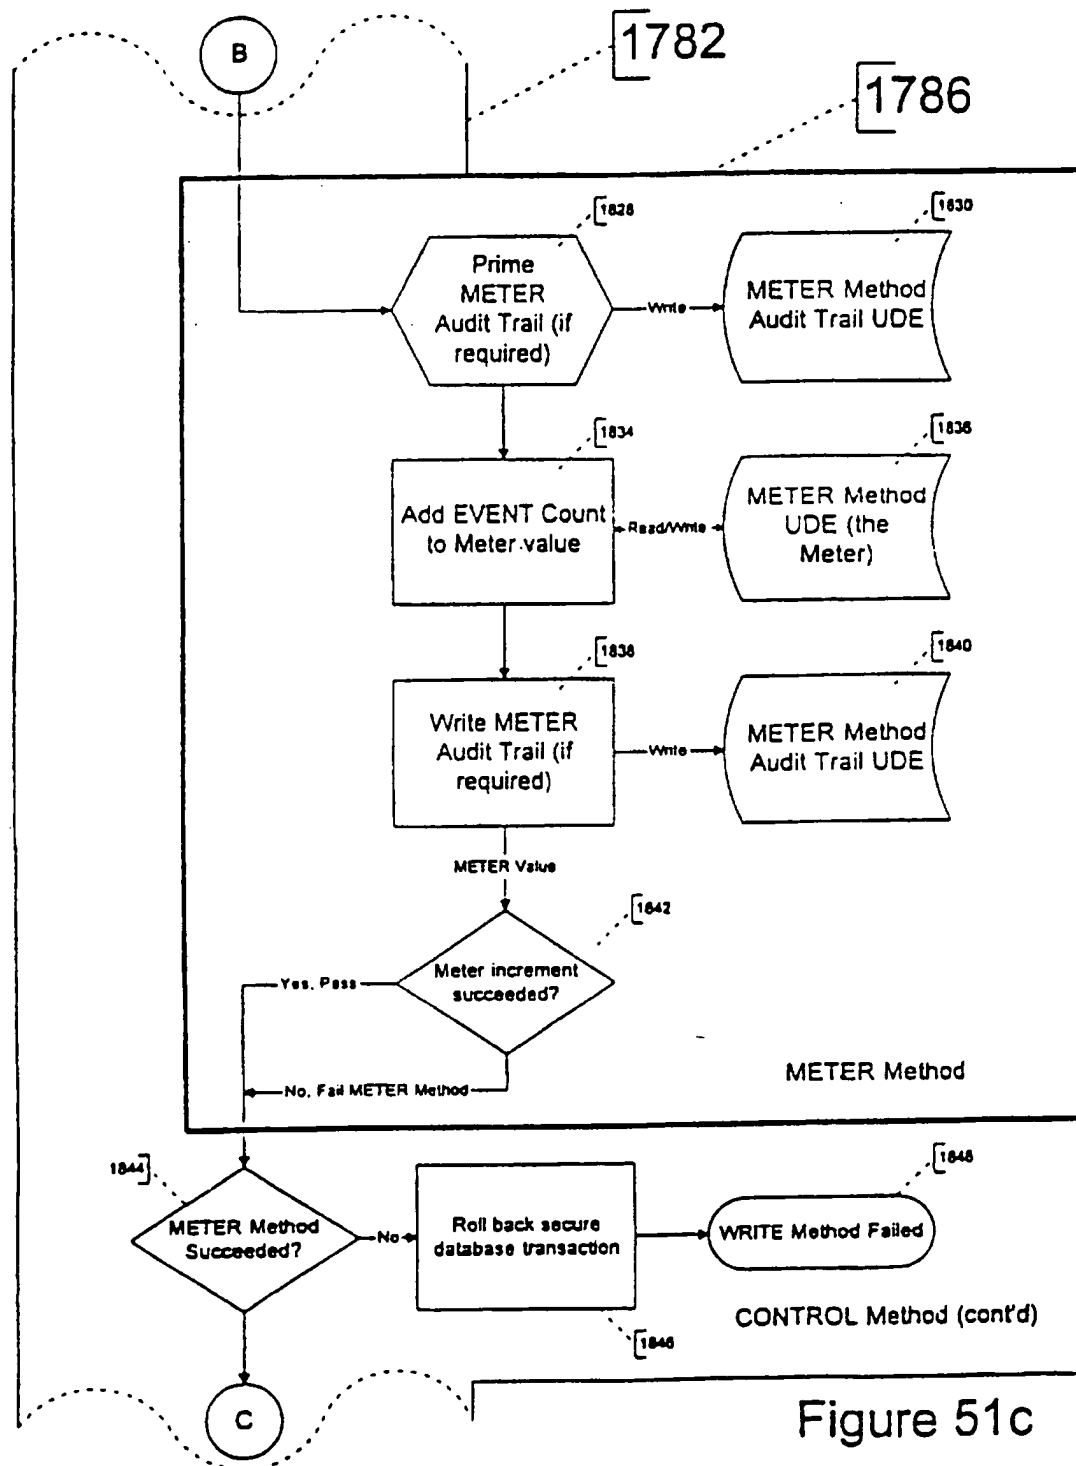 B
1782
1786
1828
1830
Prime
METER
Audit Trail (if
required)
Write
METER Method
Audit Trail UDE
1834
1836
Add EVENT Count
to Meter value
Read/Write
METER Method
UDE (the
Meter)
1838
1840
Write METER
Audit Trail (if
required)
Write
METER Method
Audit Trail UDE
METER Value
1842
Meter increment
succeeded?
Yes, Pass
No, Fail METER Method
METER Method
1844
1848
METER Method
Succeeded?
No
Roll back secure
database transaction
WRITE Method Failed
1846
CONTROL Method (cont'd)
C
Figure 51c